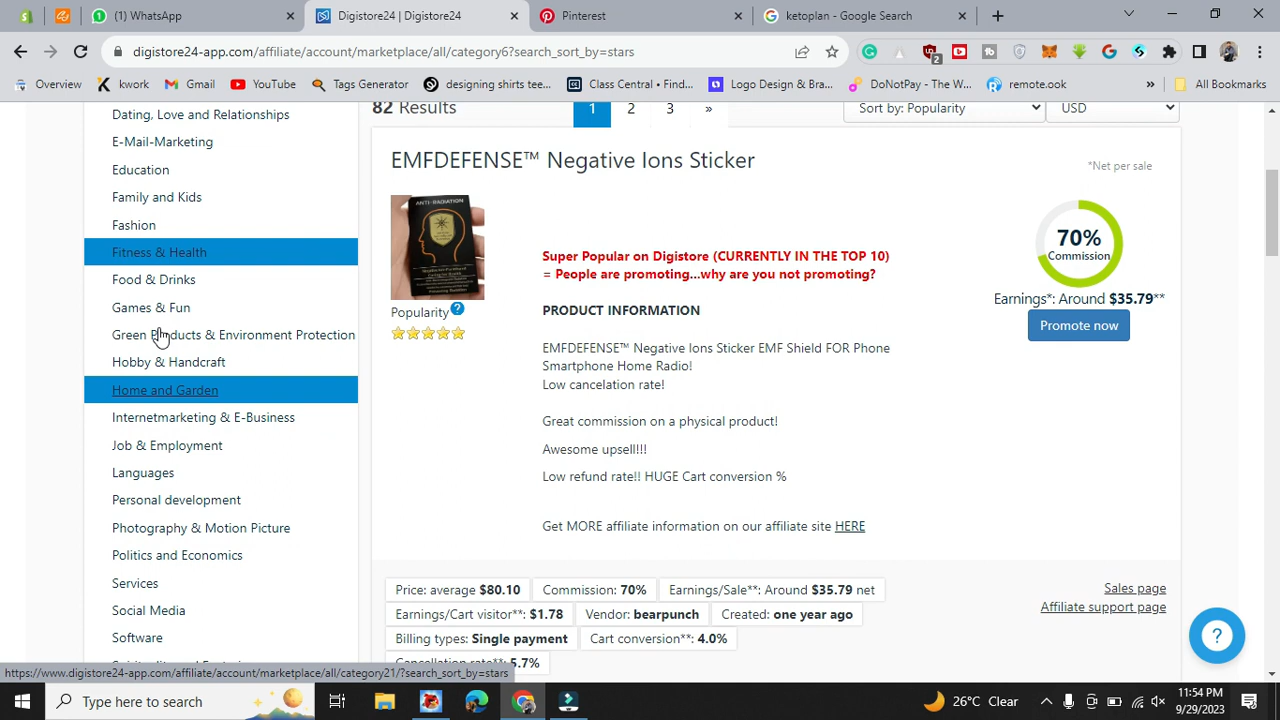 (1) WhatsApp
Digistore24 | Digistore24
Pinterest
ketoplan - Google Search
digistore24-app.com/affiliate/account/marketplace/all/category6?search_sort_by=stars
2
YouTube
kwork
Gmail
YouTube
Tags Generator
designing shirts tee...
Class Central • Find...
Logo Design & Bra...
DoNotPay - The W...
remote.ook
»
All Bookmarks
Dating, Love and Relationships
E-Mail-Marketing
Education
Family and Kids
Fashion
Fitness & Health
Food & Drinks
Games & Fun
Green Products & Environment Protection
Hobby & Handcraft
Home and Garden
Internetmarketing & E-Business
Job & Employment
Languages
Personal development
Photography & Motion Picture
Politics and Economics
Services
Social Media
Software
82 Results
1 2 3 »
Sort by: Popularity
USD
EMFDEFENSE™ Negative Ions Sticker
*Net per sale
ANTI-RADIATION
Popularity
?
Super Popular on Digistore (CURRENTLY IN THE TOP 10)
= People are promoting...why are you not promoting?
PRODUCT INFORMATION
EMFDEFENSE™ Negative Ions Sticker EMF Shield FOR Phone
Smartphone Home Radio!
Low cancelation rate!
Great commission on a physical product!
Awesome upsell!!!
Low refund rate!! HUGE Cart conversion %
Get MORE affiliate information on our affiliate site HERE
70%
Commission
Earnings*: Around $35.79**
Promote now
Price: average $80.10
Commission: 70%
Earnings/Sale**: Around $35.79 net
Earnings/Cart visitor**: $1.78
Vendor: bearpunch
Created: one year ago
Billing types: Single payment
Cart conversion**: 4.0%
5.7%
Sales page
Affiliate support page
?
https://www.digistore24-app.com/affiliate/account/marketplace/all/category21/?search_sort_by=stars
Type here to search
26°C Clear
11:54 PM
9/29/2023